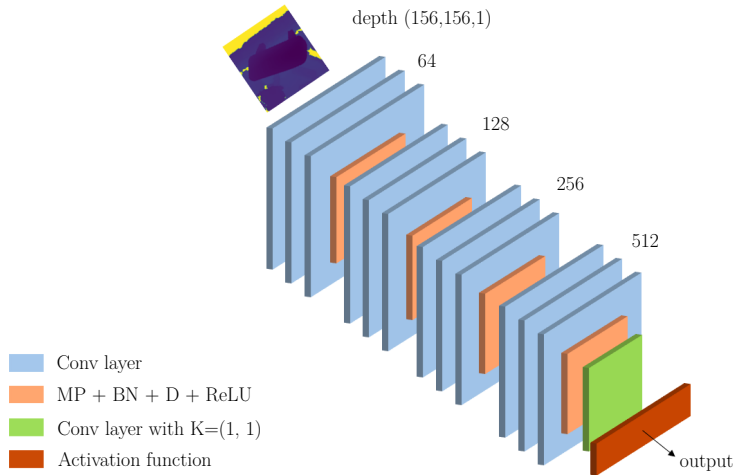 depth (156,156,1)
64
128
256
512
Conv layer
MP + BN + D + ReLU
Conv layer with K=(1, 1)
Activation function
output